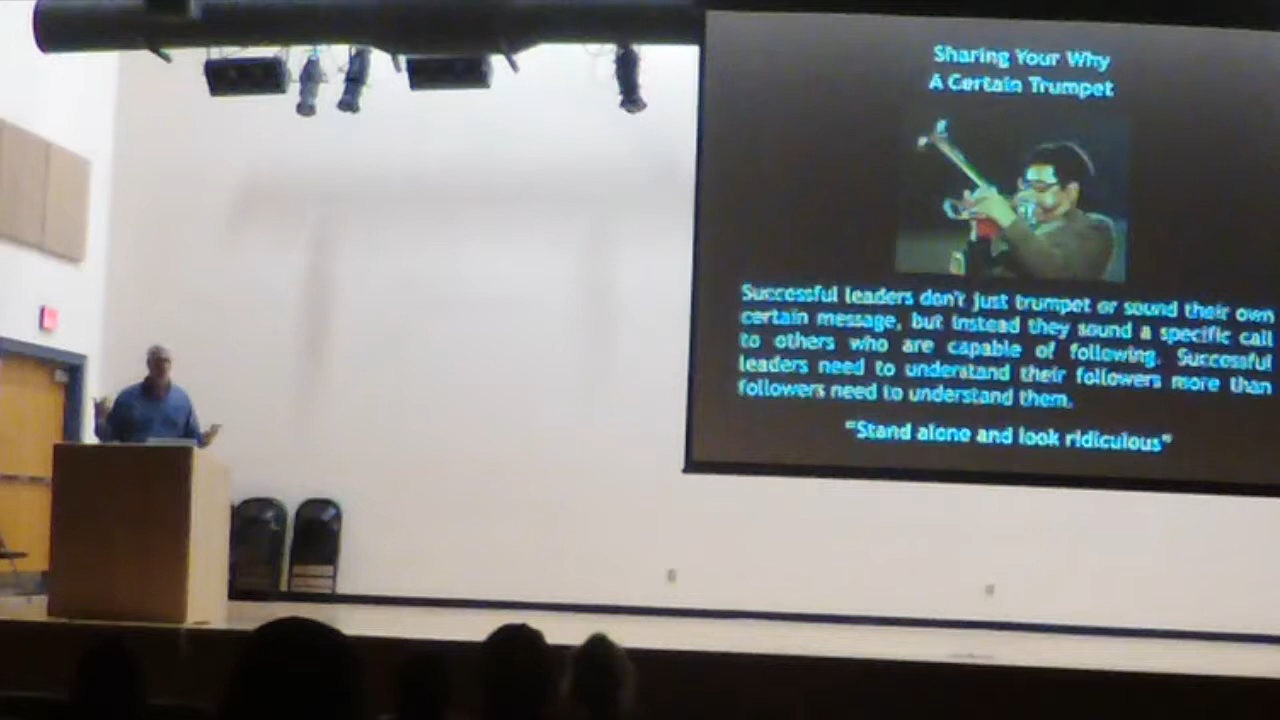 Sharing Your Why
A Certain Trumpet
Successful leaders don't just trumpet or sound their own
certain message, but instead they sound a specific call
to others who are capable of following. Successful
leaders need to understand their followers more than
followers need to understand them.
"Stand alone and look ridiculous"